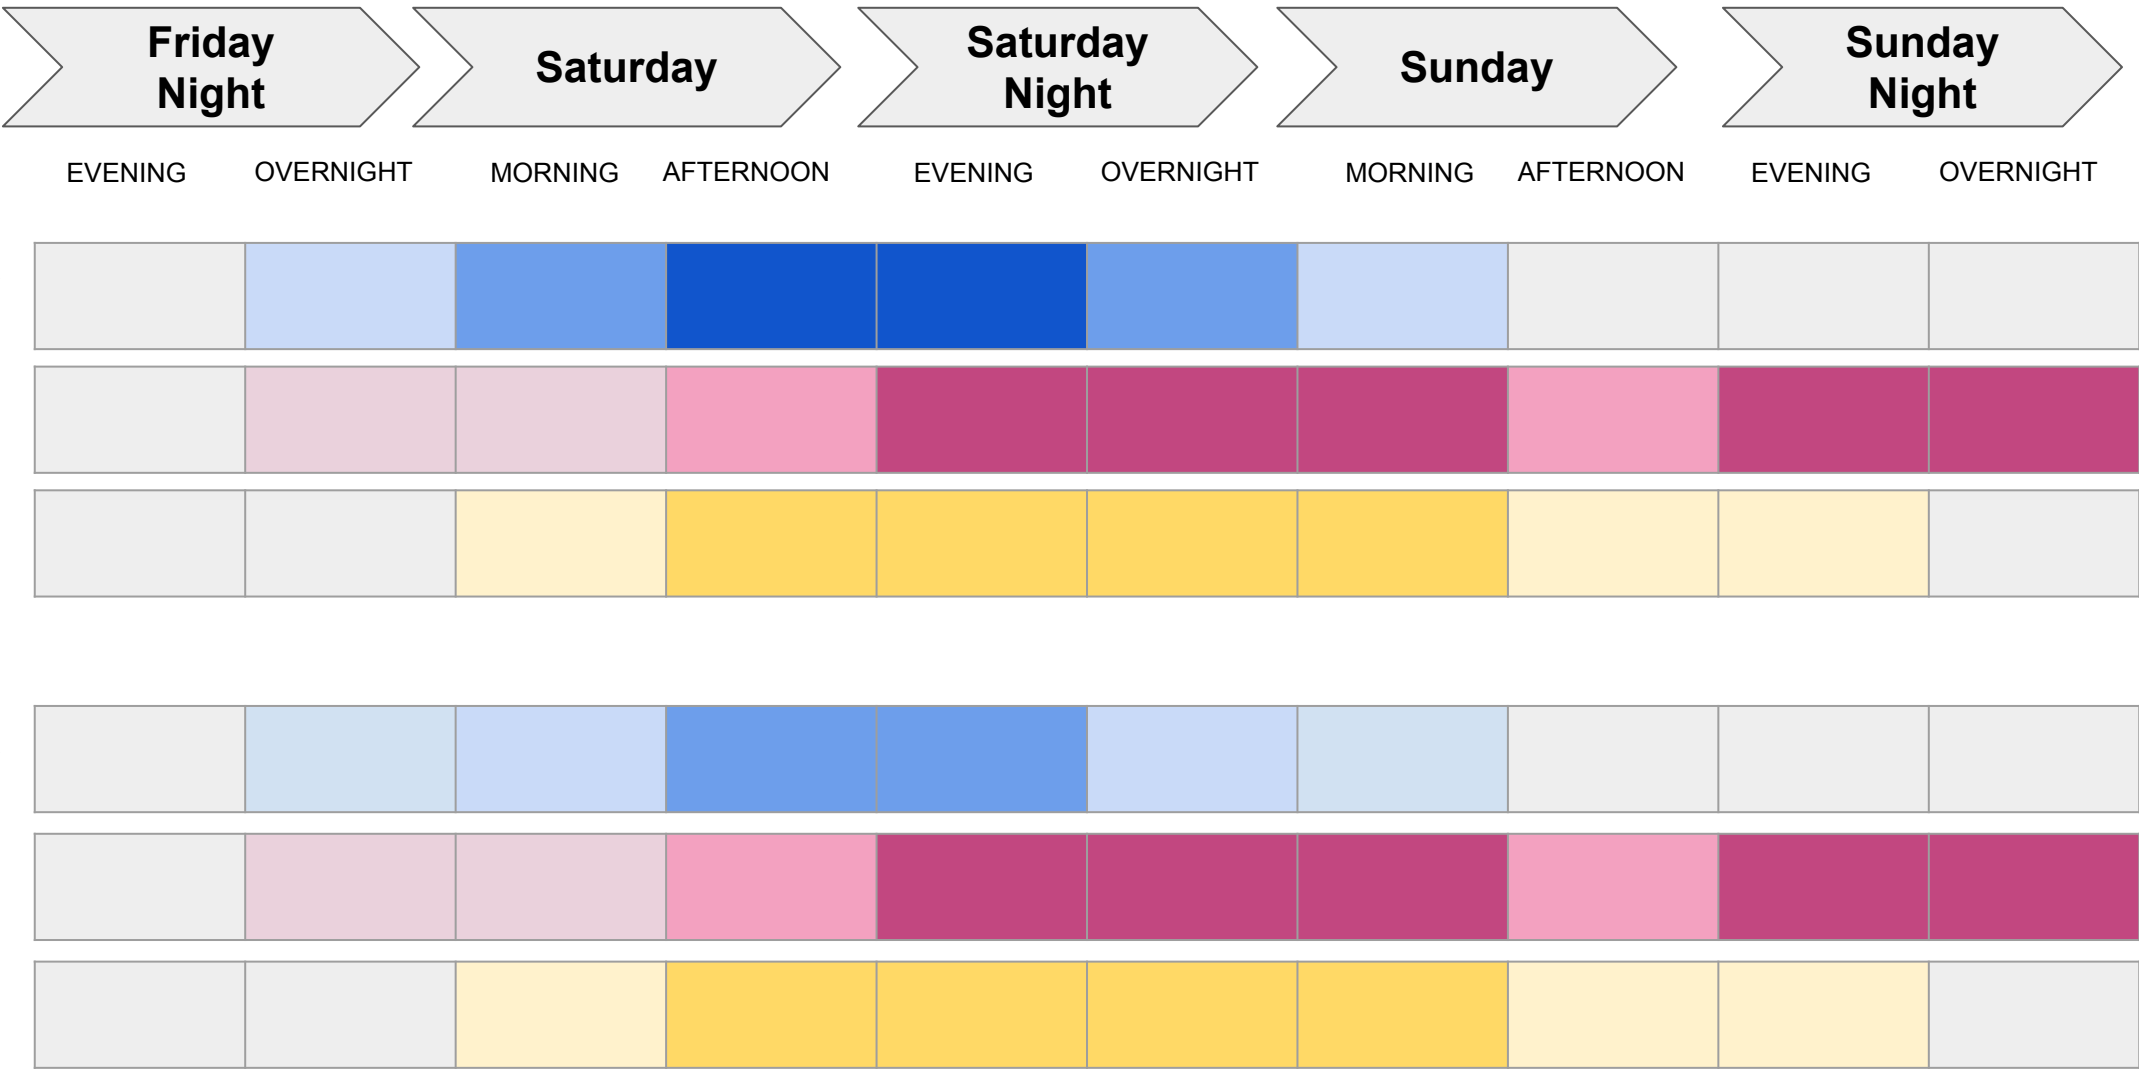 Friday
Night
Saturday
Saturday
Night
Sunday
Sunday
Night
EVENING
OVERNIGHT
MORNING
AFTERNOON
EVENING
OVERNIGHT
MORNING
AFTERNOON
EVENING
OVERNIGHT